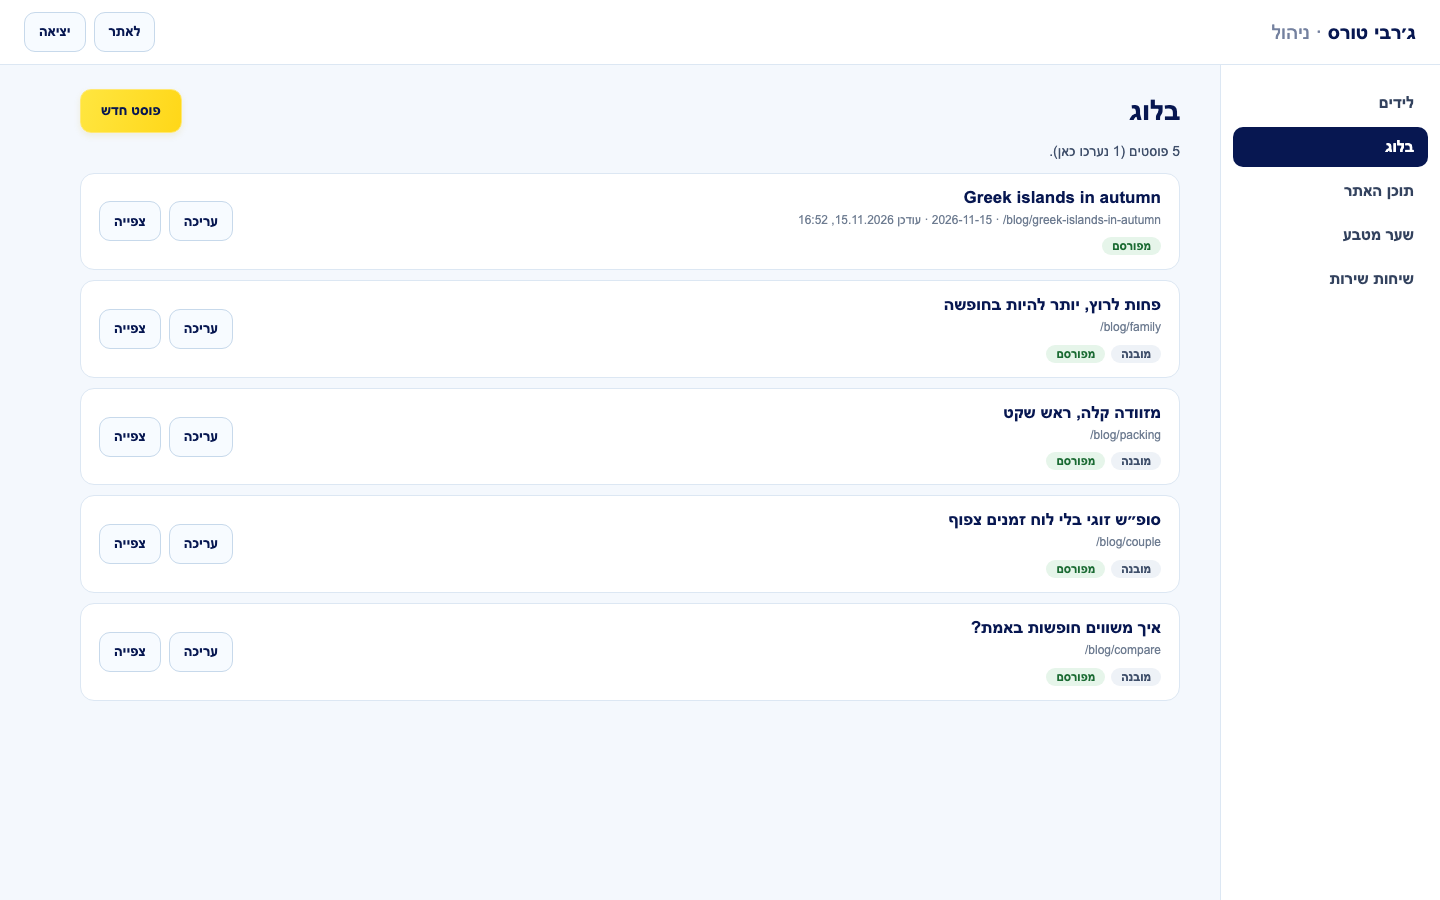 ג׳רבי טורס · ניהול
לאתר
יציאה
לידים
בלוג
תוכן האתר
שער מטבע
שיחות שירות
בלוג
פוסט חדש
5 פוסטים (1 נערכו כאן).
Greek islands in autumn
/blog/greek-islands-in-autumn · 2026-11-15 · עודכן 15.11.2026, 16:52
מפורסם
עריכה
צפייה
פחות לרוץ, יותר להיות בחופשה
/blog/family
מובנה
מפורסם
עריכה
צפייה
מזוודה קלה, ראש שקט
/blog/packing
מובנה
מפורסם
עריכה
צפייה
סופ״ש זוגי בלי לוח זמנים צפוף
/blog/couple
מובנה
מפורסם
עריכה
צפייה
איך משווים חופשות באמת?
/blog/compare
מובנה
מפורסם
עריכה
צפייה